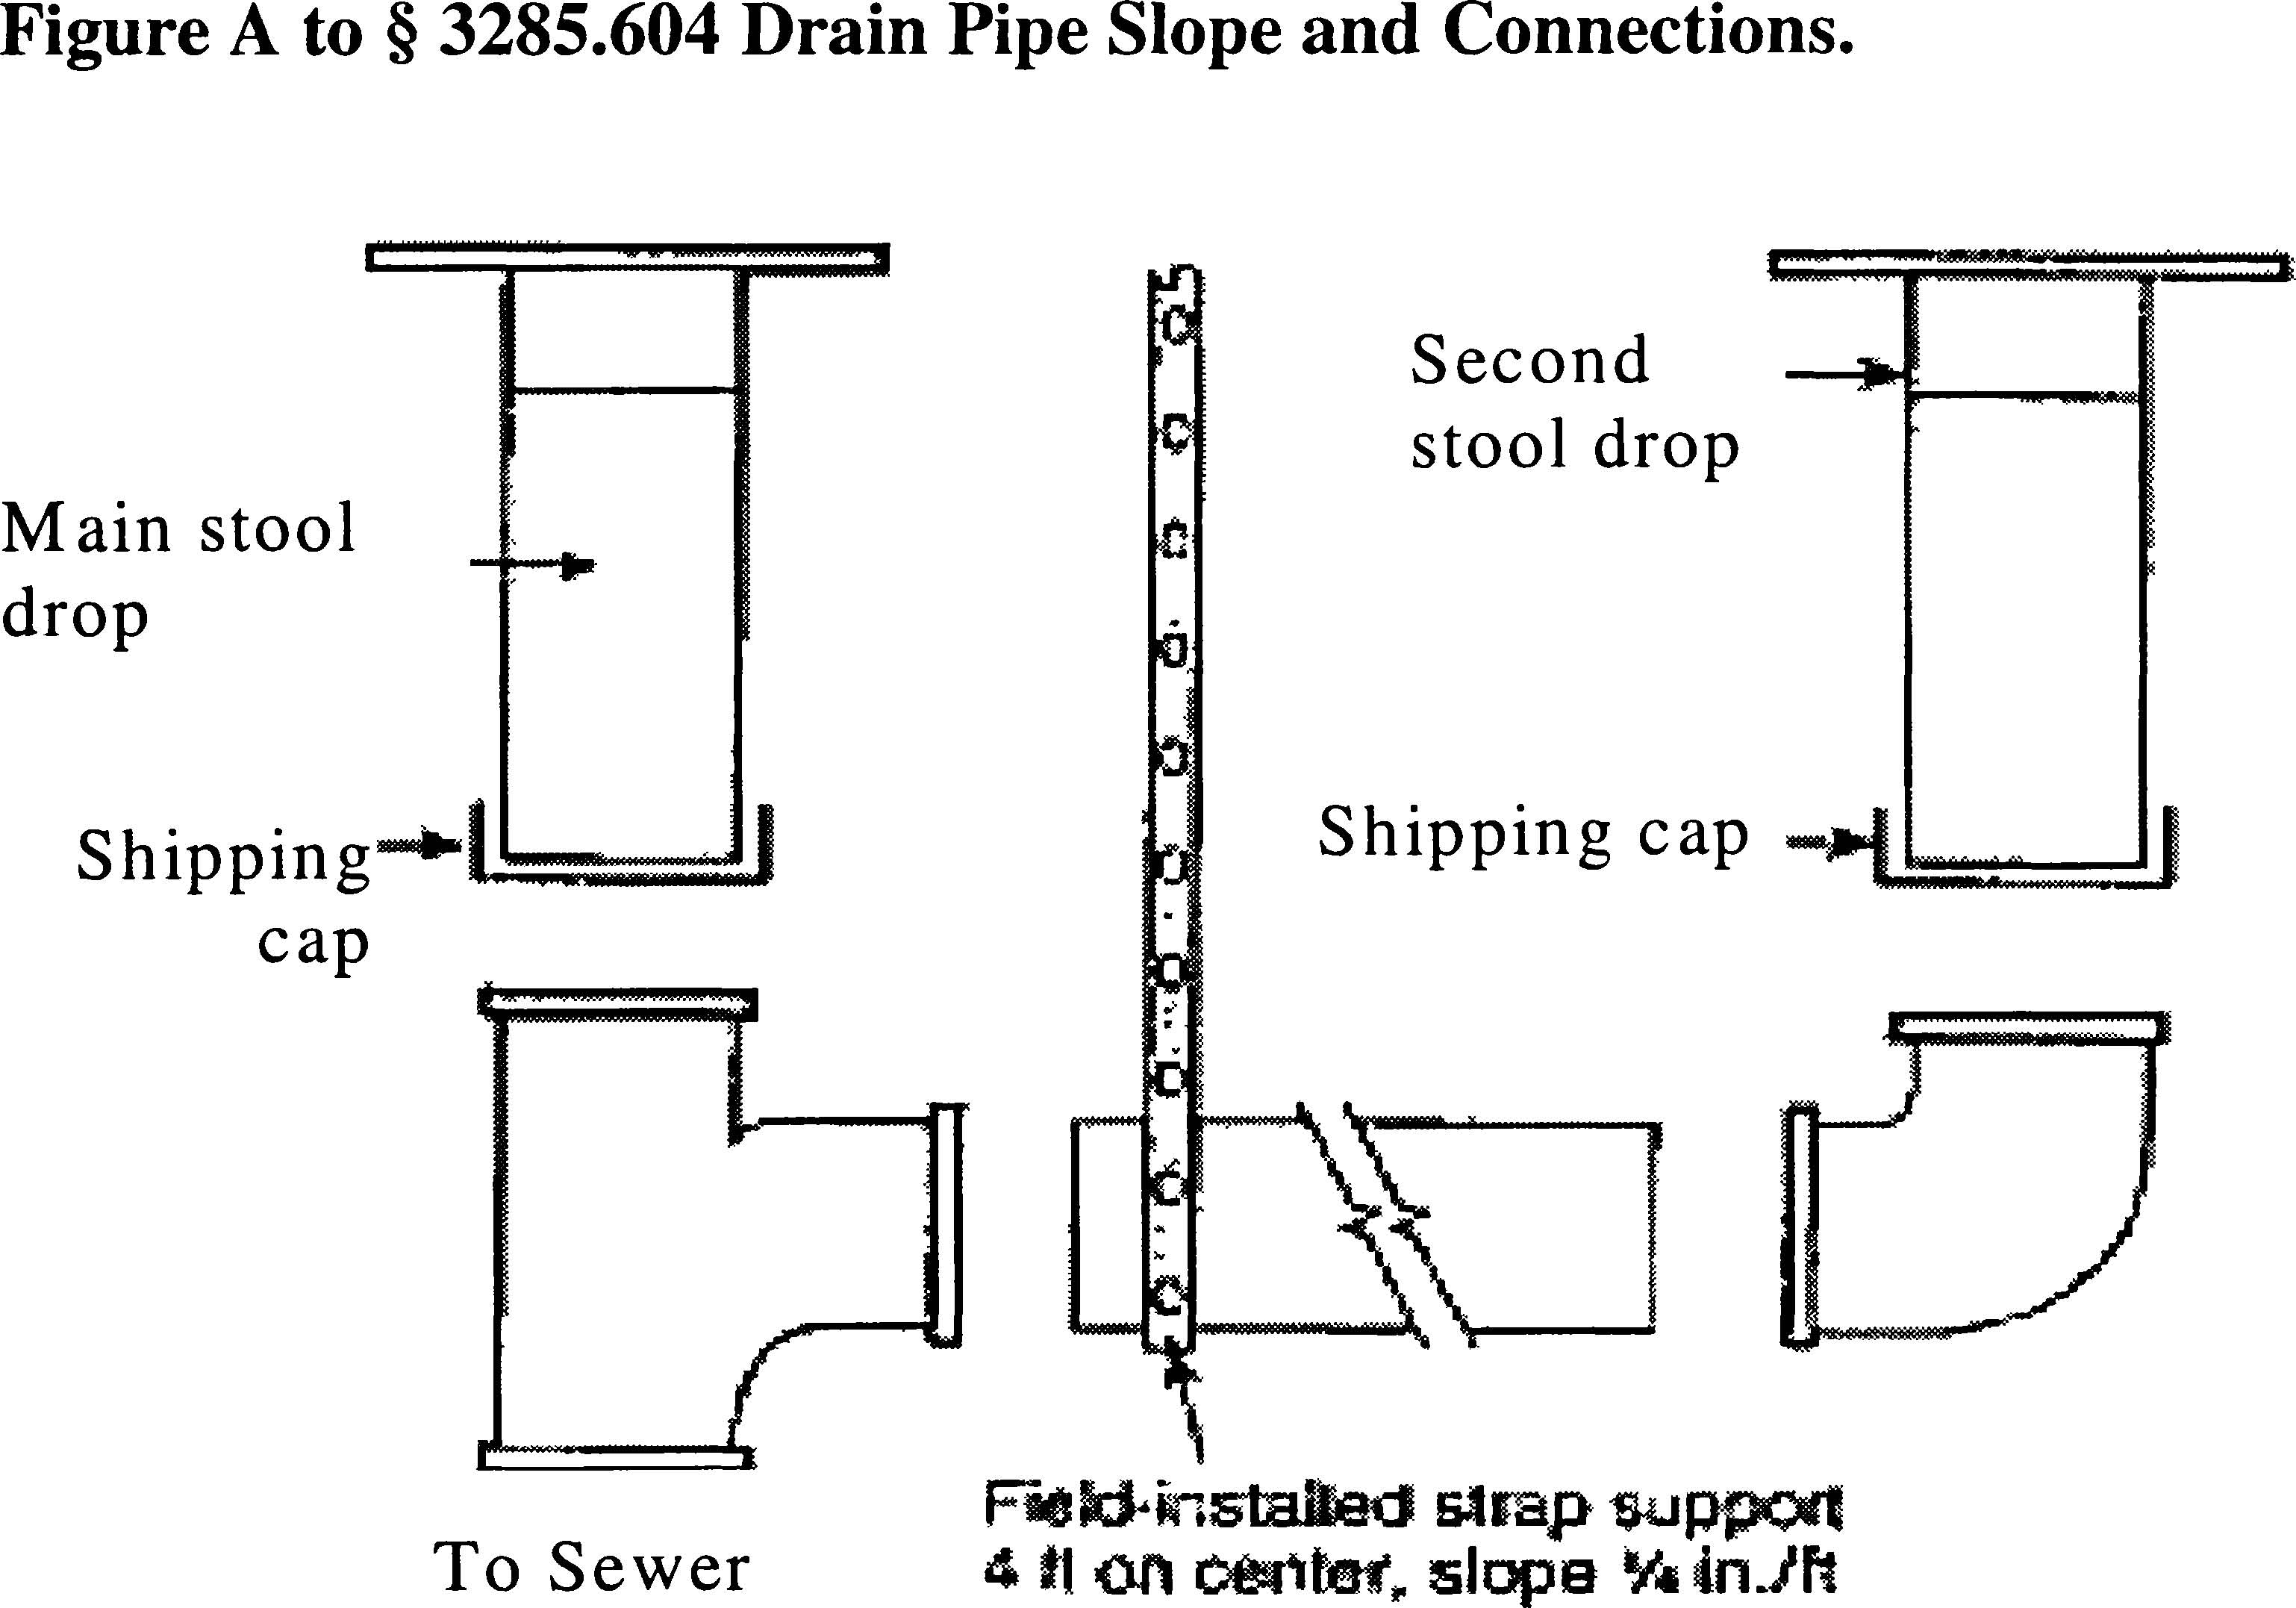 Figure A to § 3285.604 Drain Pipe Slope and Connections.
Second
stool drop
Main stool
drop
Shipping
cap
Shipping cap
Field-installed strap support
4 ft on center, slope ¼ in./ft
To Sewer